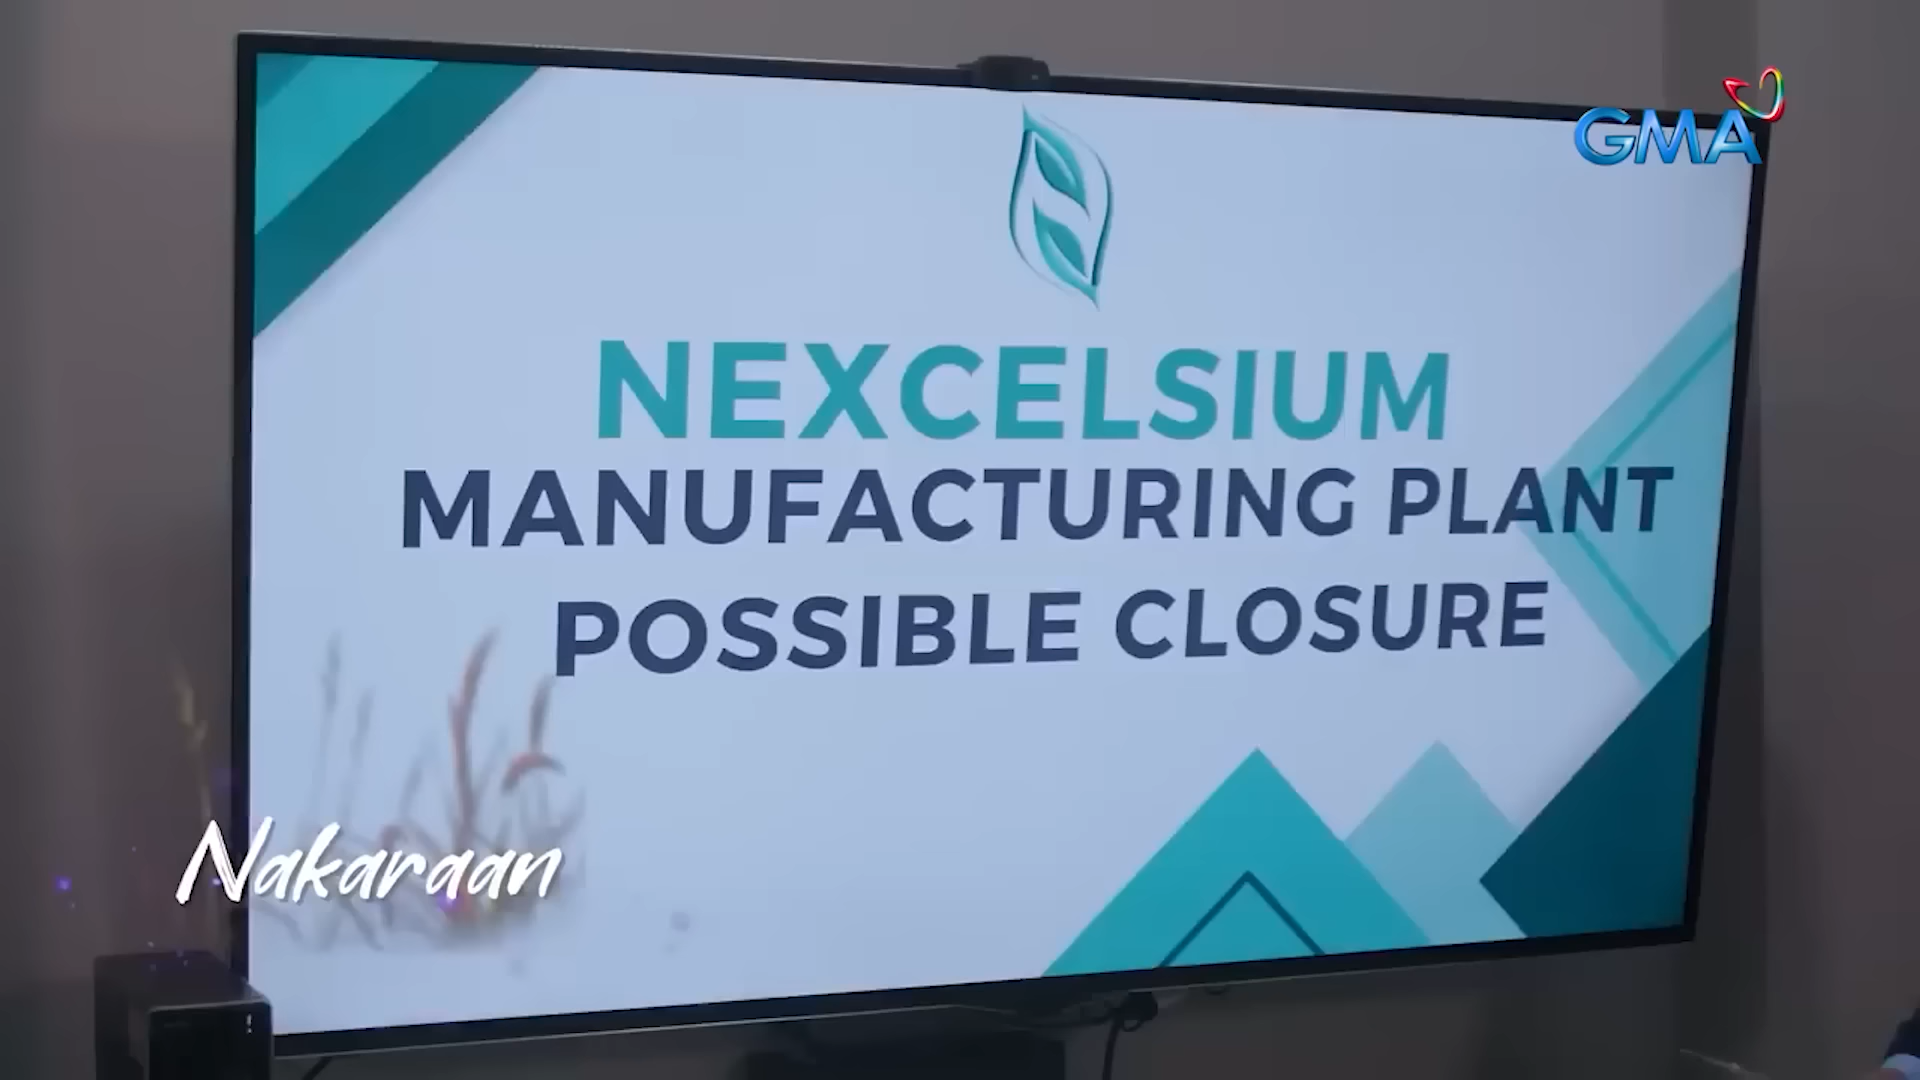 GMA
NEXCELSIUM
MANUFACTURING PLANT
POSSIBLE CLOSURE
Nakaraan